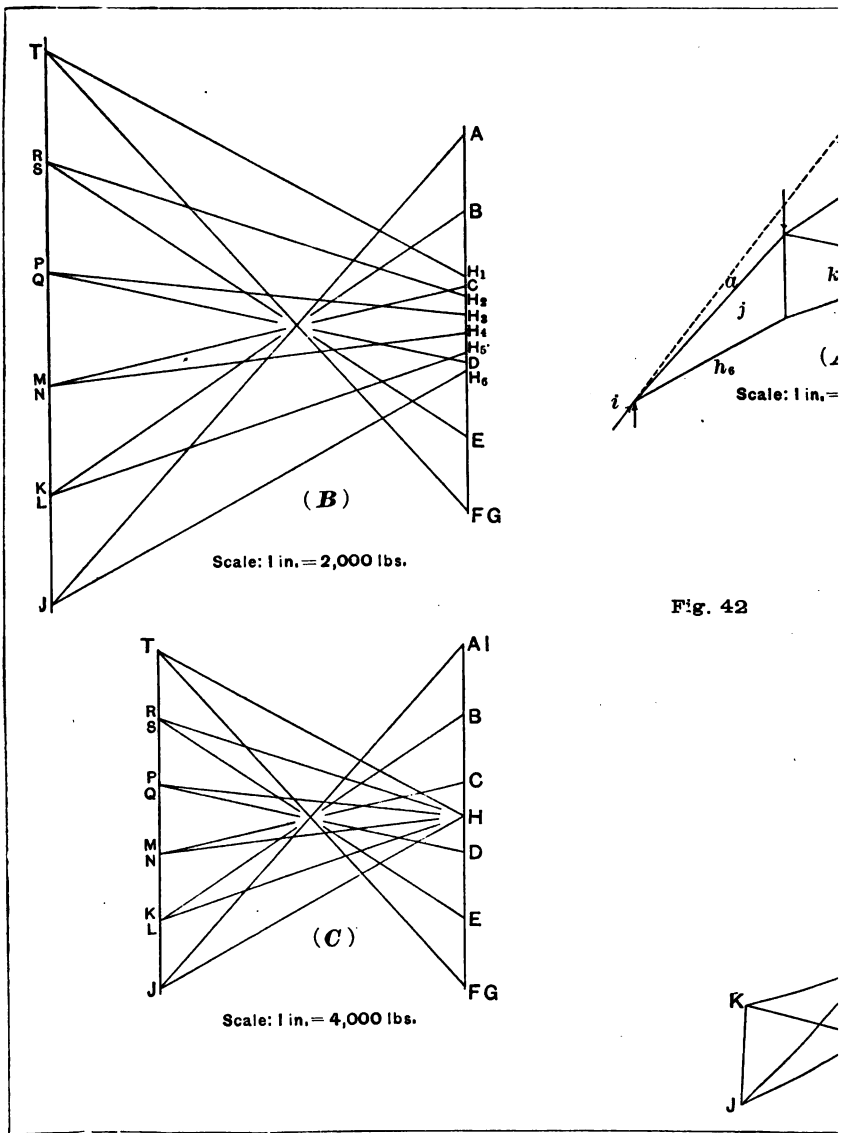 T
R
S
P
Q
M
N
K
L
J
A
B
H₁
C
H₂
H₃
H₄
H₅
D
H₆
E
FG
(B)
Scale: 1 in. = 2,000 lbs.
a
j
k
h₆
i
Scale: 1 in. =
Fig. 42
T
R
S
P
Q
M
N
K
L
J
AI
B
C
H
D
E
FG
(C)
Scale: 1 in. = 4,000 lbs.
K
J